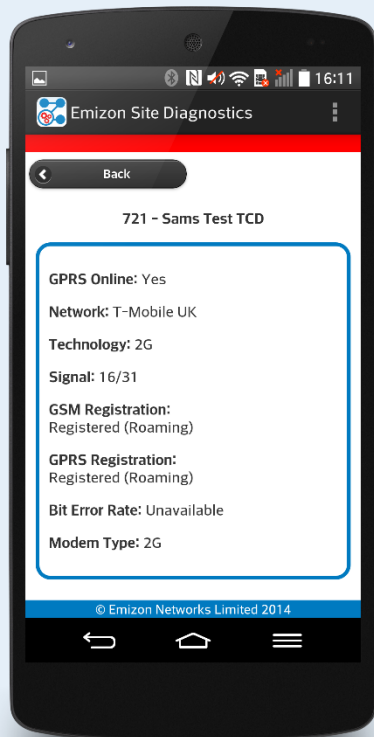 16:11
Emizon Site Diagnostics
Back
721 - Sams Test TCD
GPRS Online: Yes
Network: T-Mobile UK
Technology: 2G
Signal: 16/31
GSM Registration:
Registered (Roaming)
GPRS Registration:
Registered (Roaming)
Bit Error Rate: Unavailable
Modem Type: 2G
© Emizon Networks Limited 2014